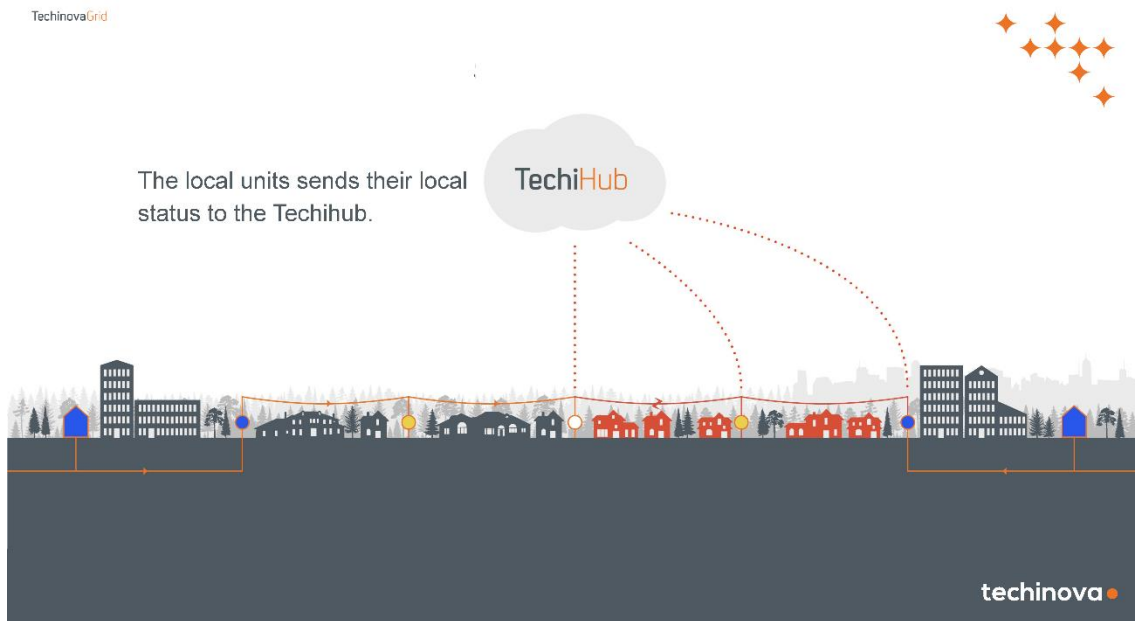 TechinovaGrid
The local units sends their local
status to the Techihub.
TechiHub
techinova